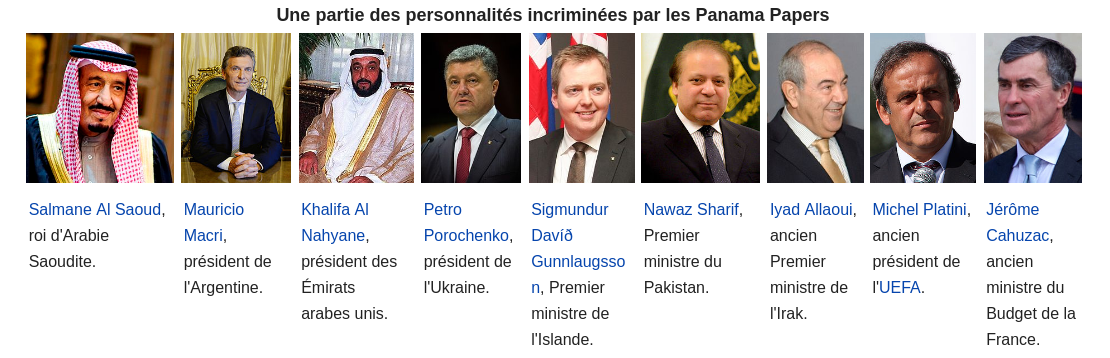 Une partie des personnalités incriminées par les Panama Papers
Salmane Al Saoud,
roi d'Arabie
Saoudite.
Mauricio
Macri,
président de
l'Argentine.
Khalifa Al
Nahyane,
président des
Émirats
arabes unis.
Petro
Porochenko,
président de
l'Ukraine.
Sigmundur
Davíð
Gunnlaugsso
n, Premier
ministre de
l'Islande.
Nawaz Sharif,
Premier
ministre du
Pakistan.
Iyad Allaoui,
ancien
Premier
ministre de
l'Irak.
Michel Platini,
ancien
président de
l'UEFA.
Jérôme
Cahuzac,
ancien
ministre du
Budget de la
France.